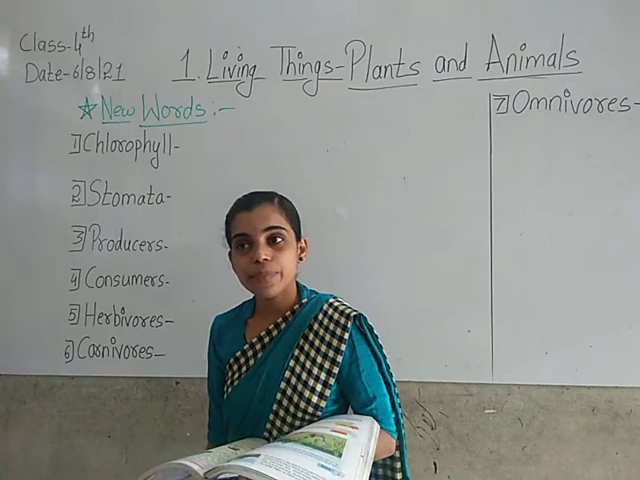 Class-4th
Date-6/8/21
1. Living Things-Plants and Animals
☆ New Words:-
1] Chlorophyll-
2] Stomata-
3] Producers-
4] Consumers-
5] Herbivores-
6] Carnivores-
7] Omnivores-